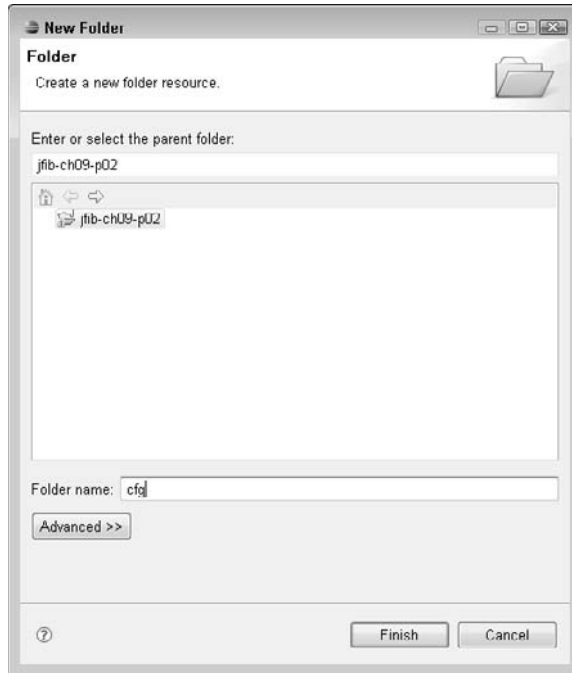 New Folder
Folder
Create a new folder resource.
Enter or select the parent folder:
jfib-ch09-p02
jfib-ch09-p02
Folder name: cfg
Advanced >>
Finish Cancel